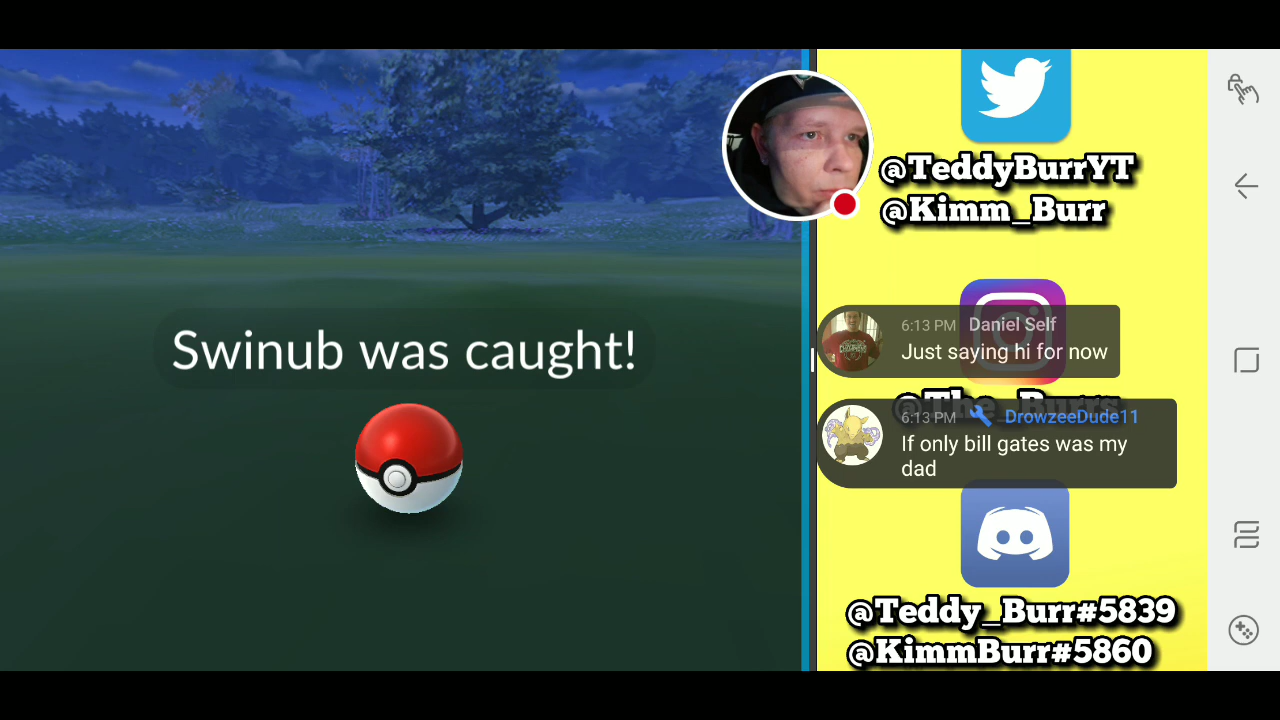 Swinub was caught!
@TeddyBurrYT
@Kimm_Burr
6:13 PM Daniel Self
Just saying hi for now
@The_Burrs
6:13 PM DrowzeeDude11
If only bill gates was my
dad
@Teddy_Burr#5839
@KimmBurr#5860